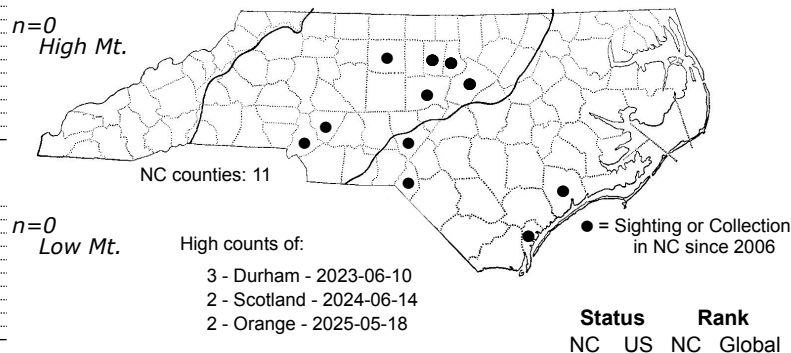 n=0
High Mt.
NC counties: 11
n=0
Low Mt.
High counts of:
3 - Durham - 2023-06-10
2 - Scotland - 2024-06-14
2 - Orange - 2025-05-18
● = Sighting or Collection
in NC since 2006
Status Rank
NC US NC Global